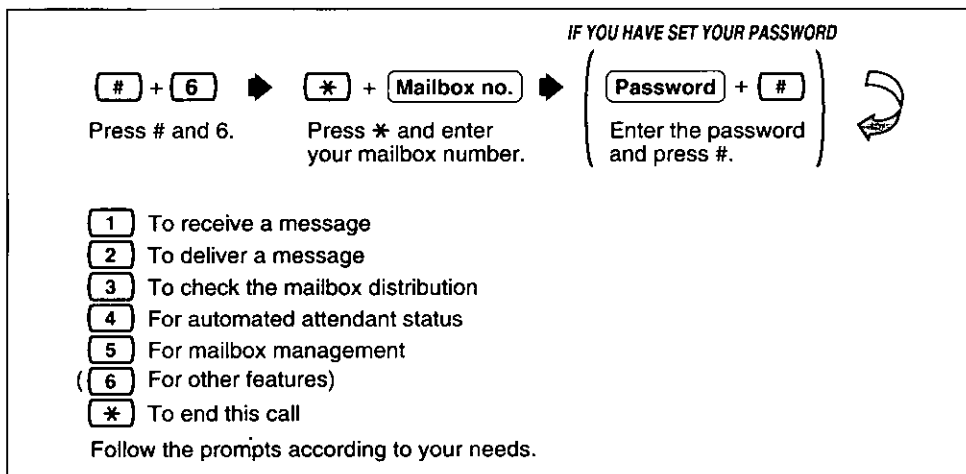 IF YOU HAVE SET YOUR PASSWORD
# + 6 ✱ + Mailbox no. Password + #
Press # and 6. Press ✱ and enter your mailbox number. Enter the password and press #.
1 To receive a message
2 To deliver a message
3 To check the mailbox distribution
4 For automated attendant status
5 For mailbox management
(6 For other features)
✱ To end this call
Follow the prompts according to your needs.